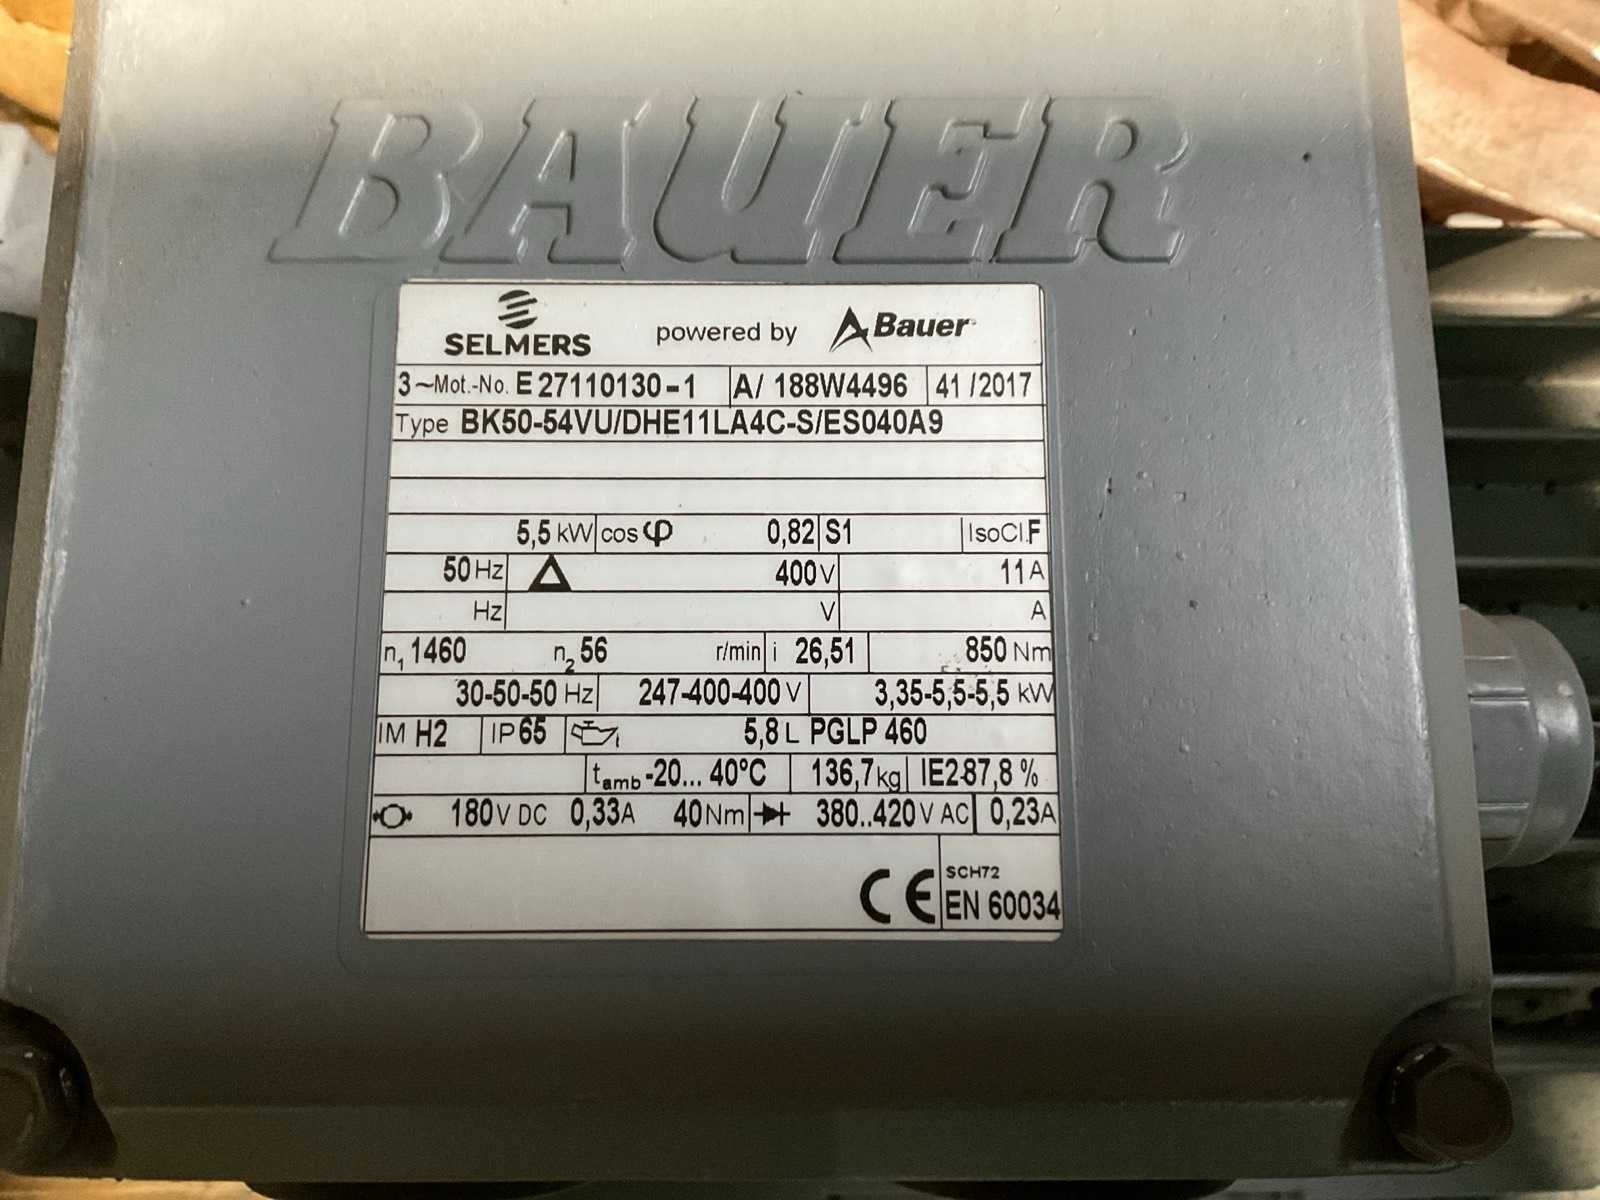 BAUER
SELMERS powered by Bauer
3~Mot.-No. E 27110130-1 A/ 188W4496 41/2017
Type BK50-54VU/DHE11LA4C-S/ES040A9
5,5 kW cos φ 0,82 S1 IsoCl.F
50 Hz Δ 400 V 11 A
Hz V A
n1 1460 n2 56 r/min i 26,51 850 Nm
30-50-50 Hz 247-400-400 V 3,35-5,5-5,5 kW
IM H2 IP 65 5,8 L PGLP 460
tamb -20... 40°C 136,7 kg IE2-87,8 %
180 V DC 0,33 A 40 Nm 380..420 V AC 0,23 A
CE SCH72
EN 60034